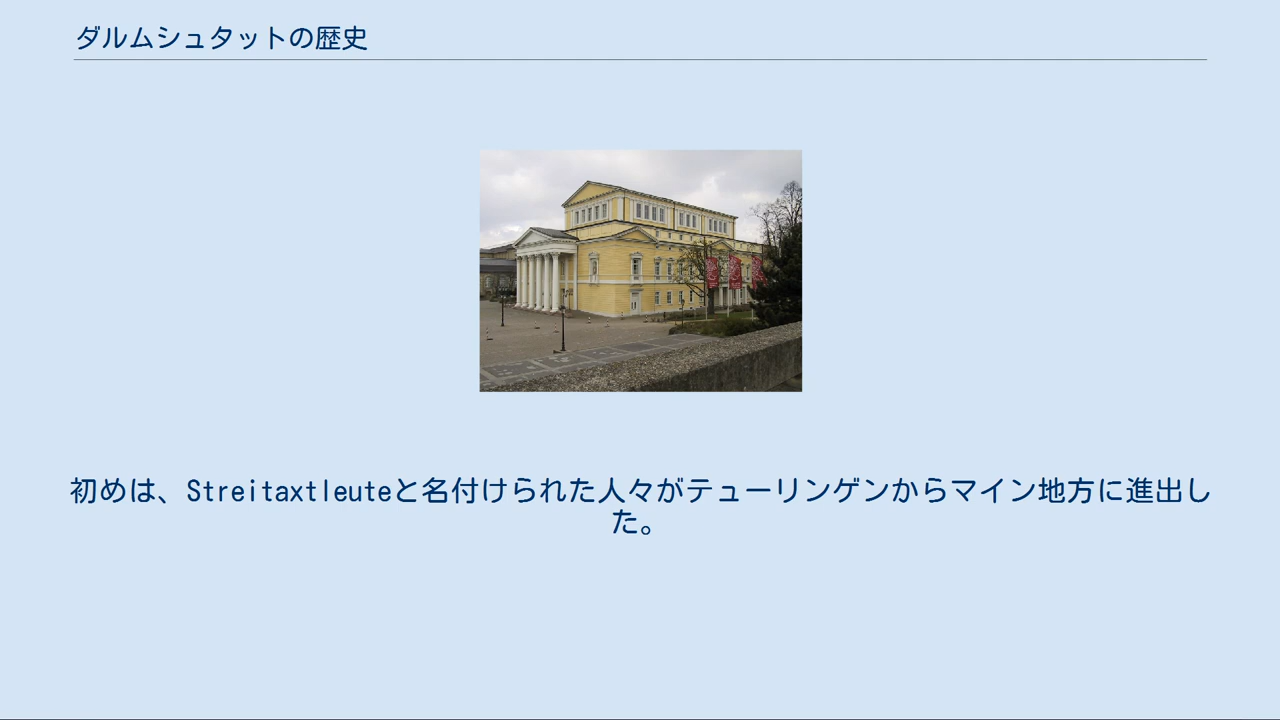 ダルムシュタットの歴史
初めは、Streitaxtleuteと名付けられた人々がテューリンゲンからマイン地方に進出し
た。